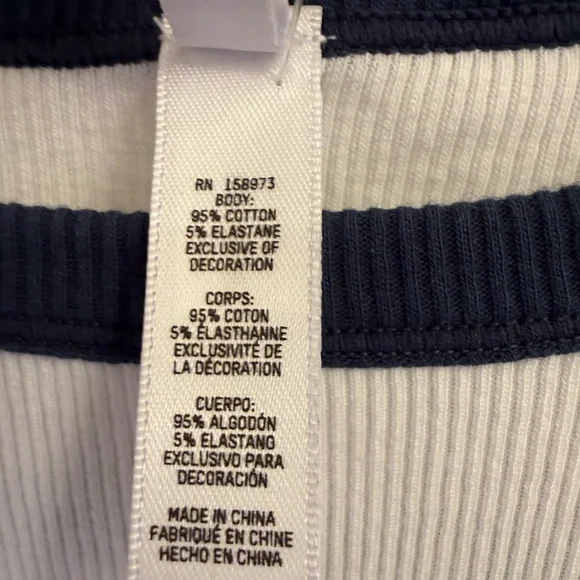 RN 158973
BODY:
95% COTTON
5% ELASTANE
EXCLUSIVE OF
DECORATION
CORPS:
95% COTON
5% ÉLASTHANNE
EXCLUSIVITÉ DE
LA DÉCORATION
CUERPO:
95% ALGODÓN
5% ELASTANO
EXCLUSIVO PARA
DECORACIÓN
MADE IN CHINA
FABRIQUÉ EN CHINE
HECHO EN CHINA